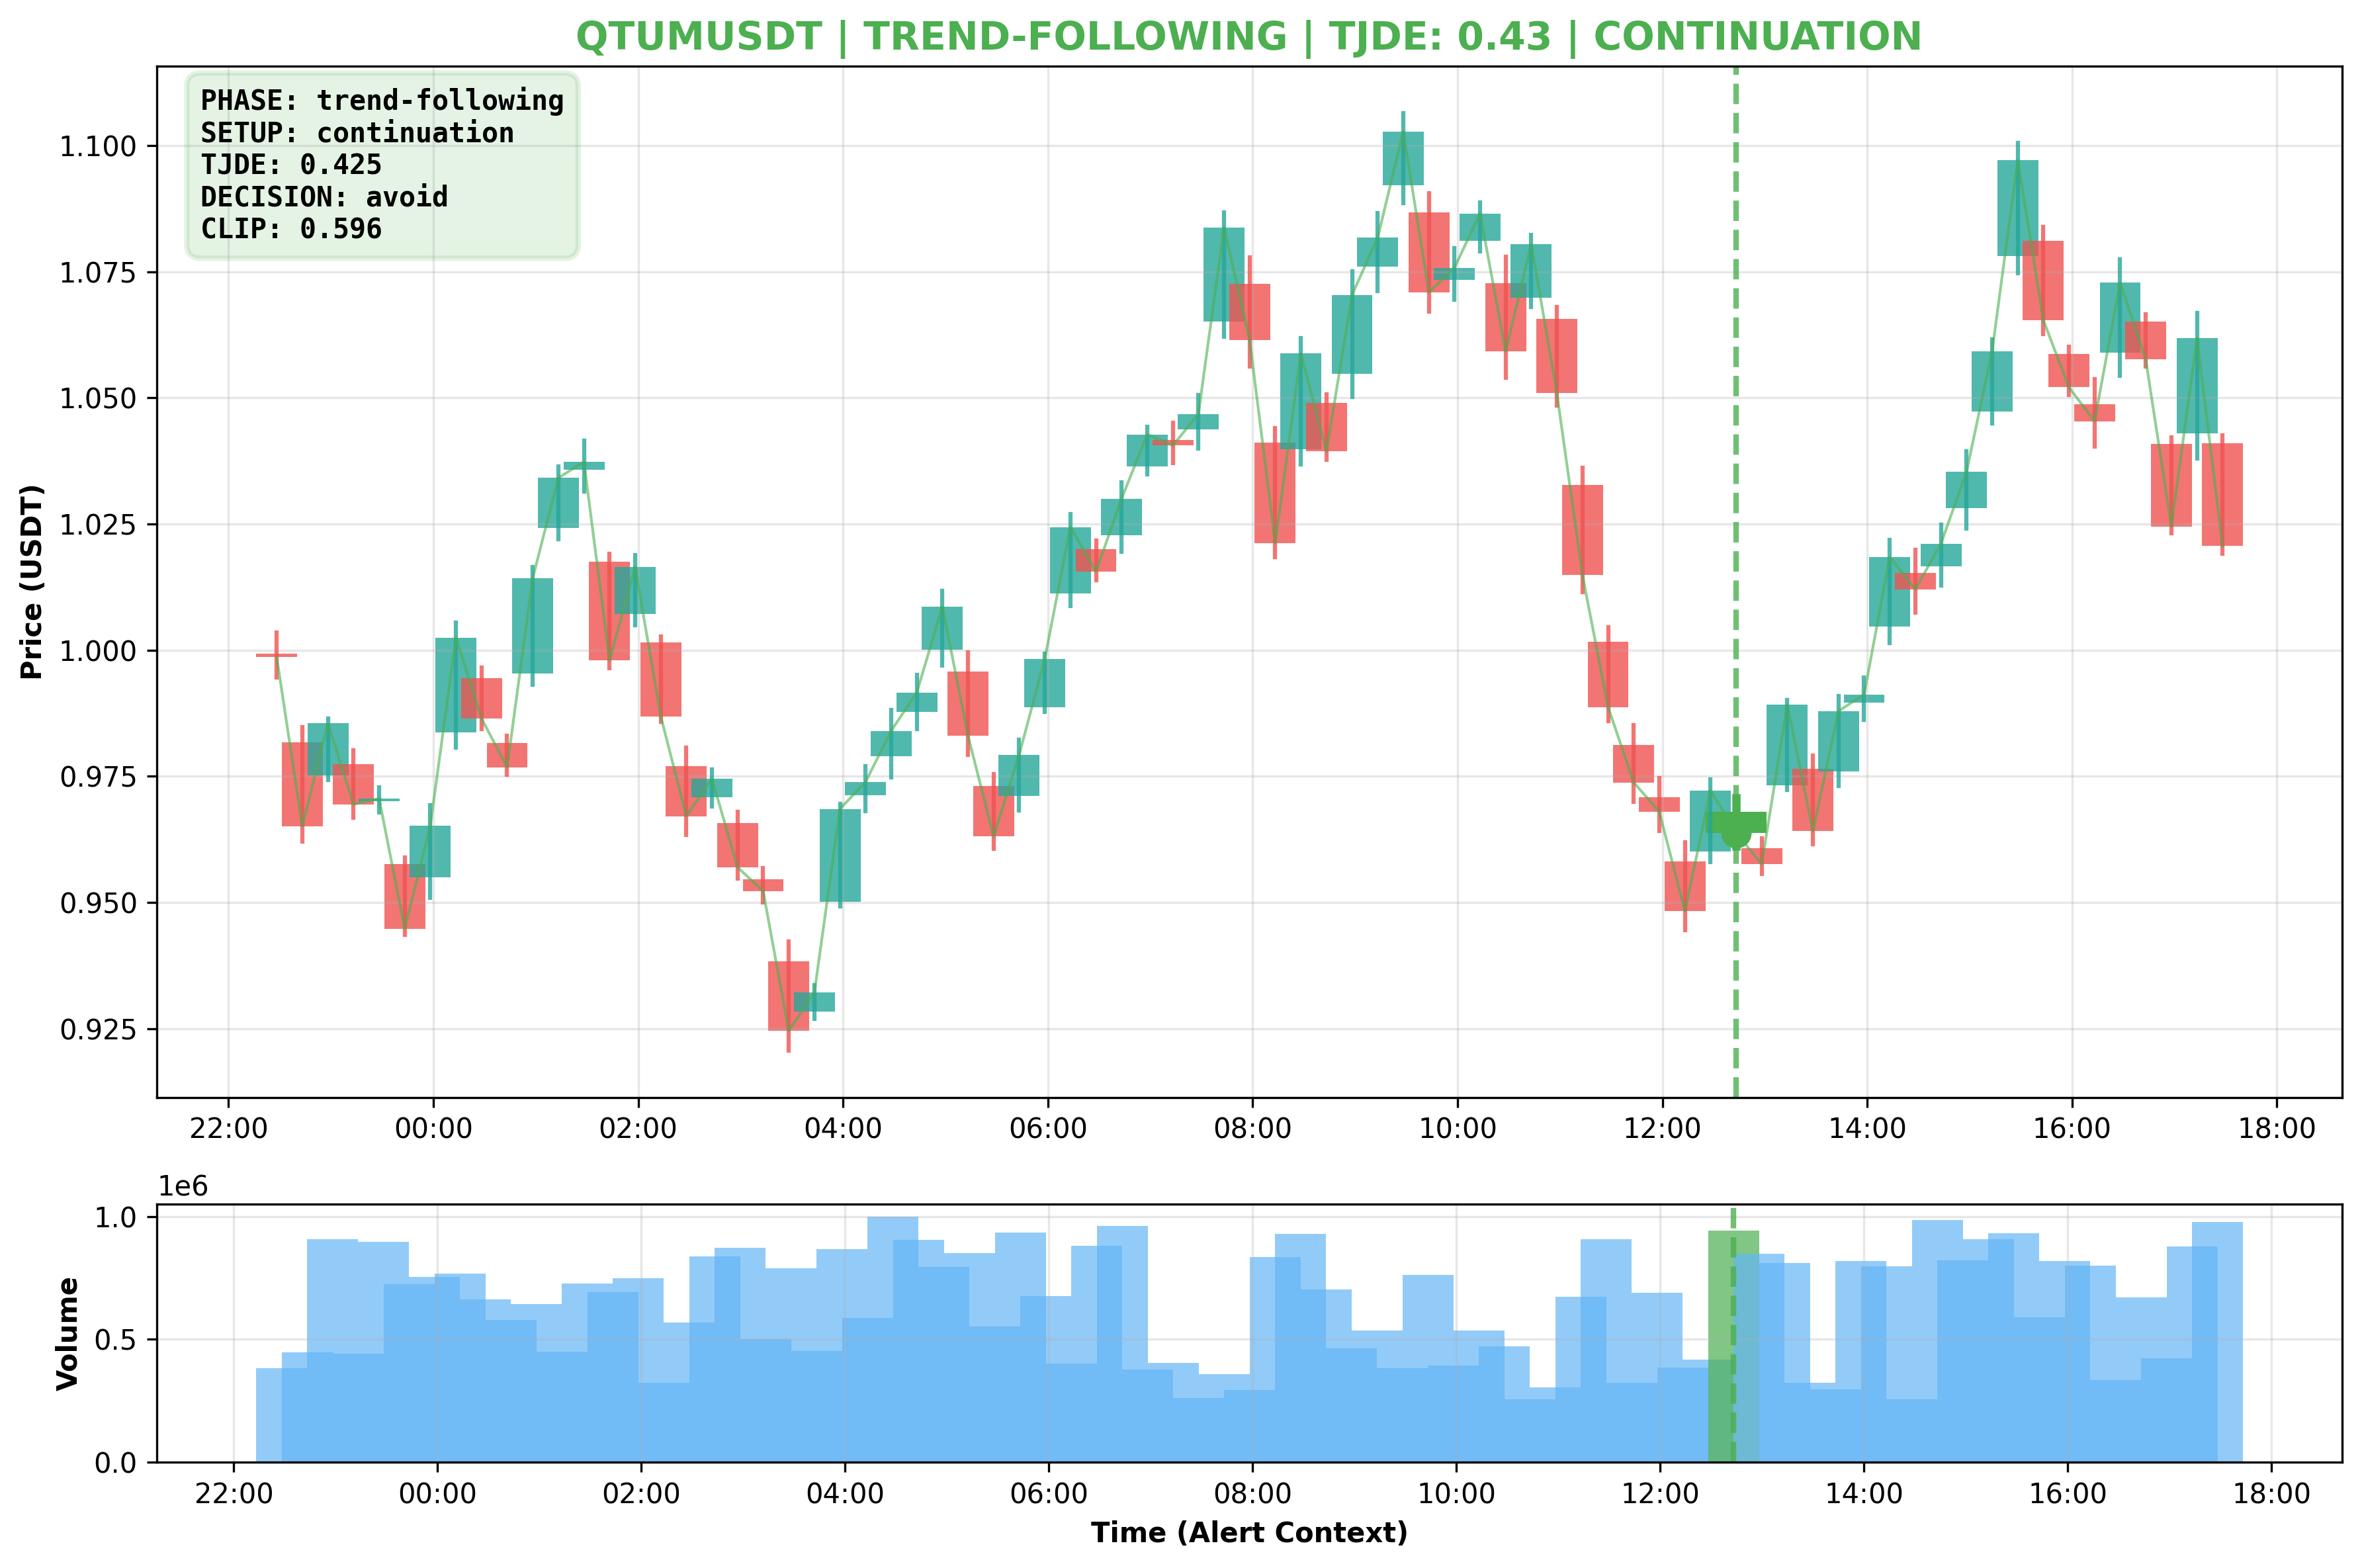 QTUMUSDT | TREND-FOLLOWING | TJDE: 0.43 | CONTINUATION
PHASE: trend-following
SETUP: continuation
TJDE: 0.425
DECISION: avoid
CLIP: 0.596
Price (USDT)
1.100
1.075
1.050
1.025
1.000
0.975
0.950
0.925
22:00 00:00 02:00 04:00 06:00 08:00 10:00 12:00 14:00 16:00 18:00
1e6
Volume
1.0
0.5
0.0
22:00 00:00 02:00 04:00 06:00 08:00 10:00 12:00 14:00 16:00 18:00
Time (Alert Context)